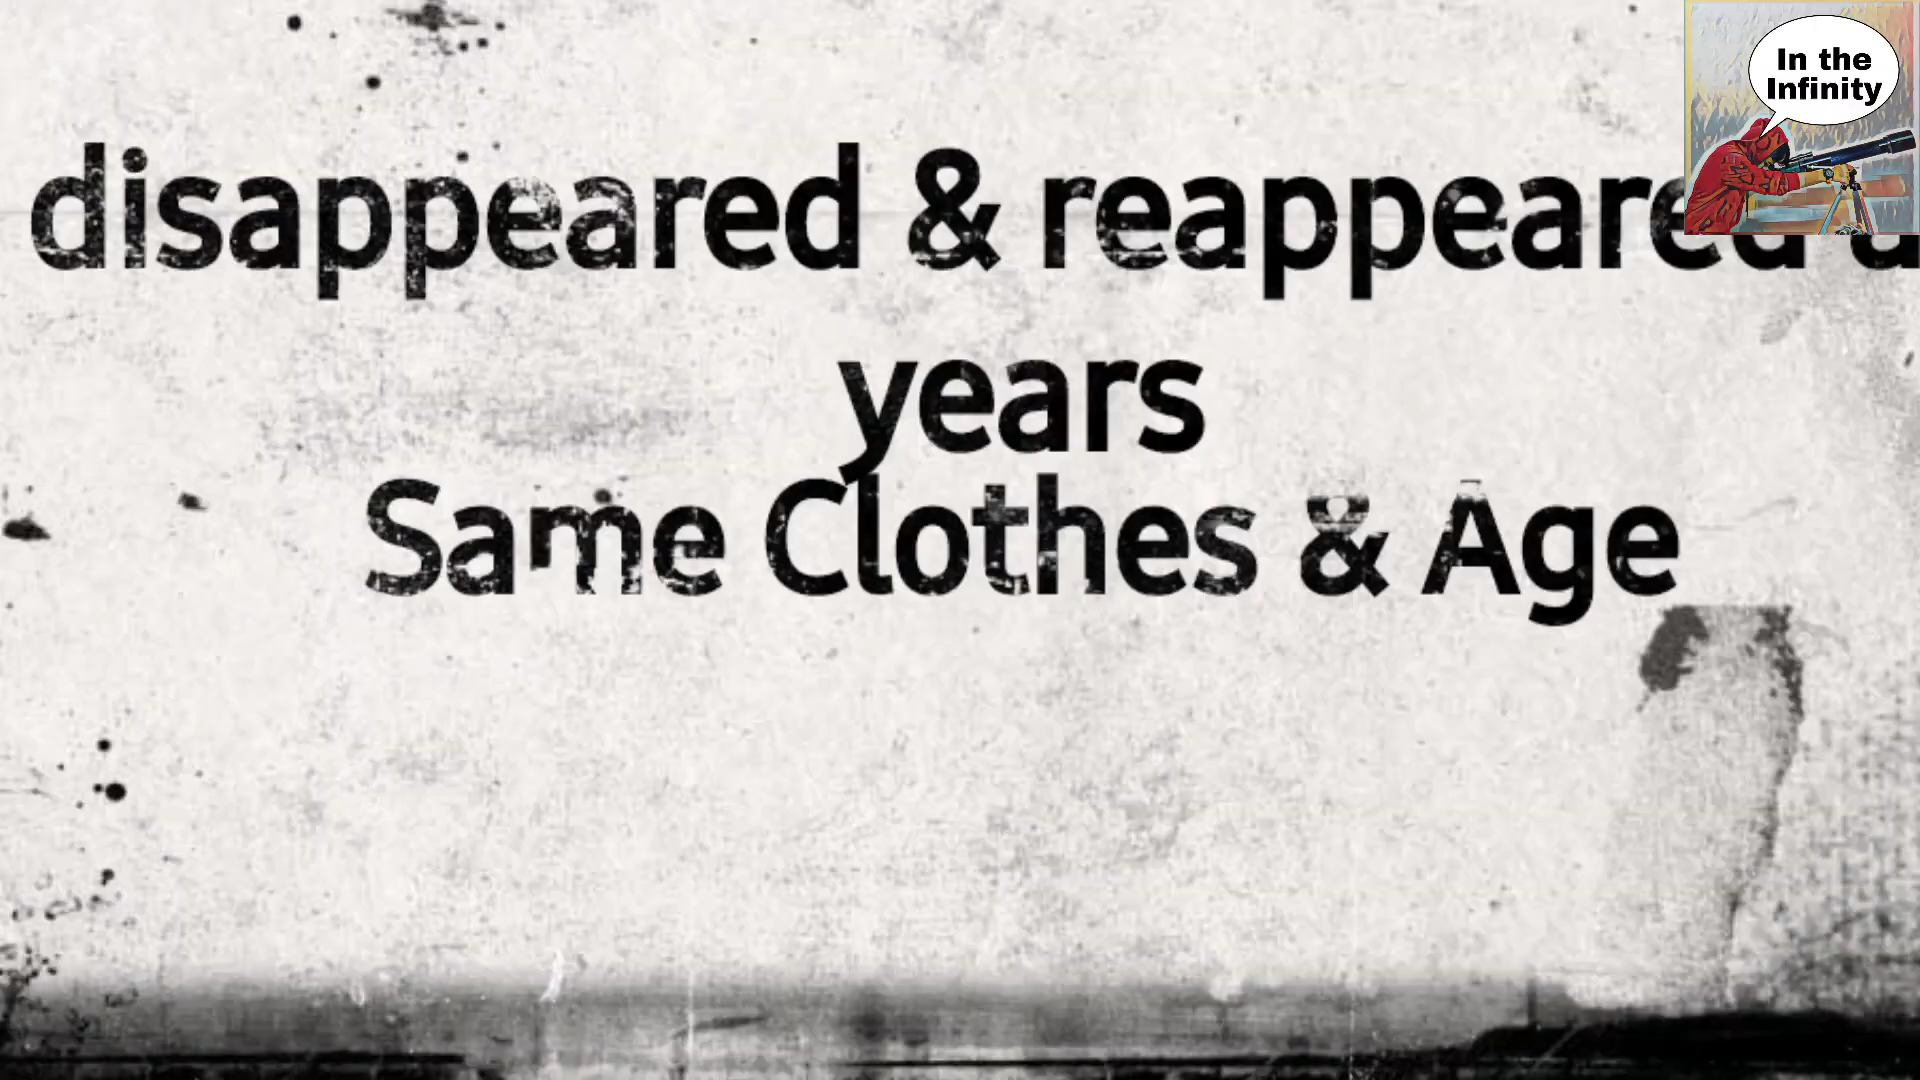 disappeared & reappeared
years
Same Clothes & Age
In the
Infinity